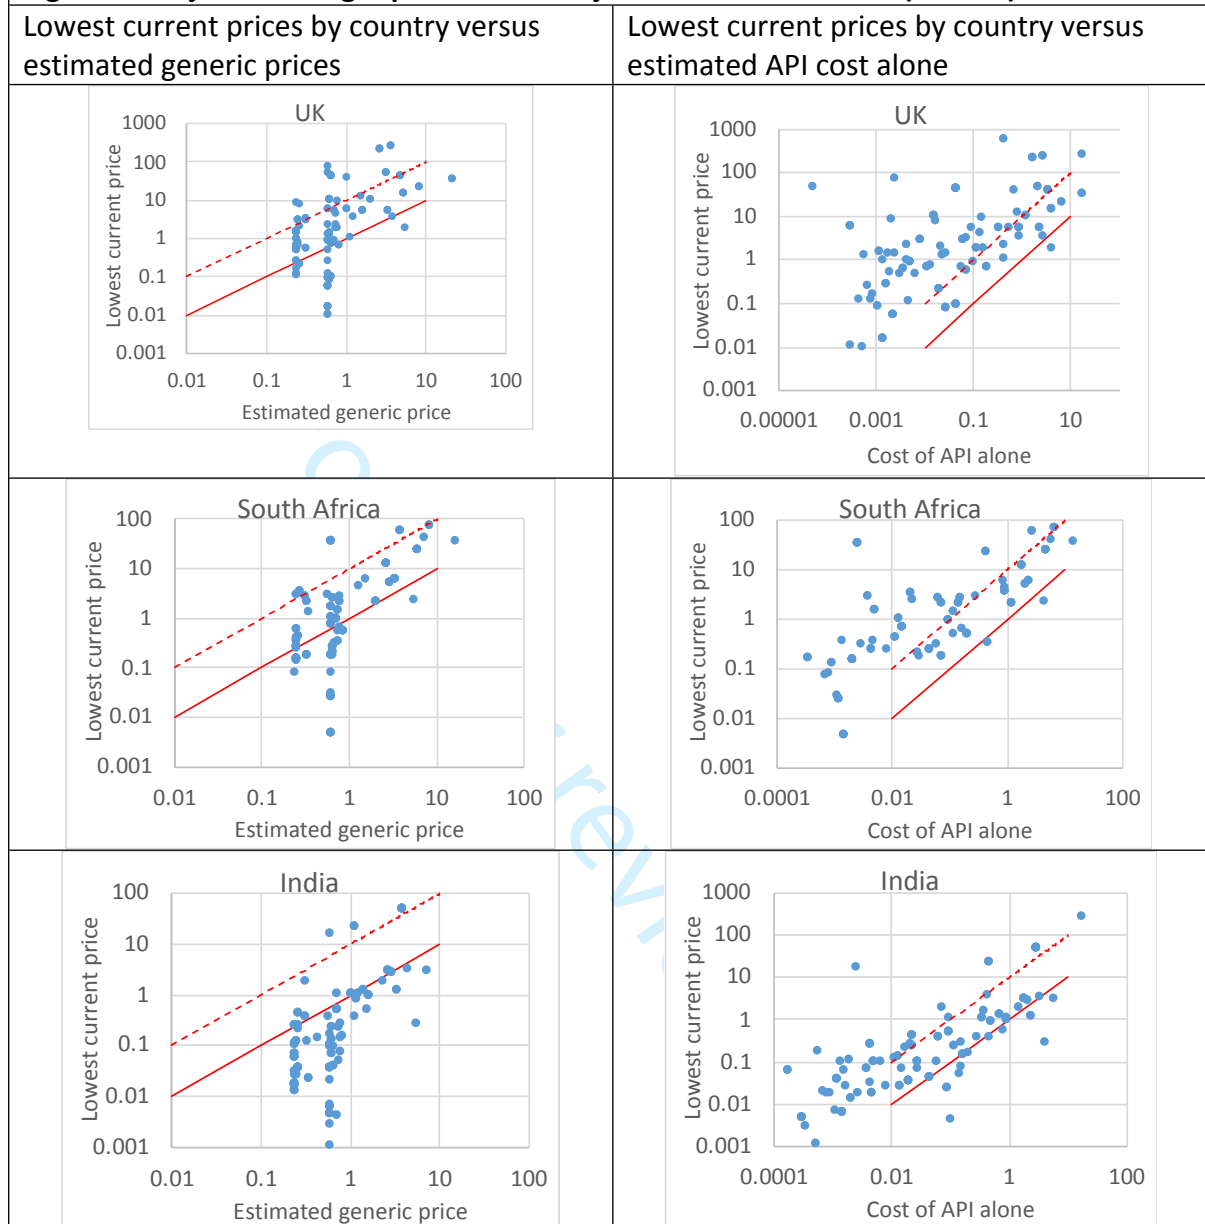 Lowest current prices by country versus
estimated generic prices
Lowest current prices by country versus
estimated API cost alone
UK
Lowest current price
1000
100
10
1
0.1
0.01
0.001
0.01 0.1 1 10 100
Estimated generic price
UK
Lowest current price
1000
100
10
1
0.1
0.01
0.001
0.00001 0.001 0.1 10
Cost of API alone
South Africa
Lowest current price
100
10
1
0.1
0.01
0.001
0.01 0.1 1 10 100
Estimated generic price
South Africa
Lowest current price
100
10
1
0.1
0.01
0.001
0.0001 0.01 1 100
Cost of API alone
India
Lowest current price
100
10
1
0.1
0.01
0.001
0.01 0.1 1 10 100
Estimated generic price
India
Lowest current price
1000
100
10
1
0.1
0.01
0.001
0.0001 0.01 1 100
Cost of API alone